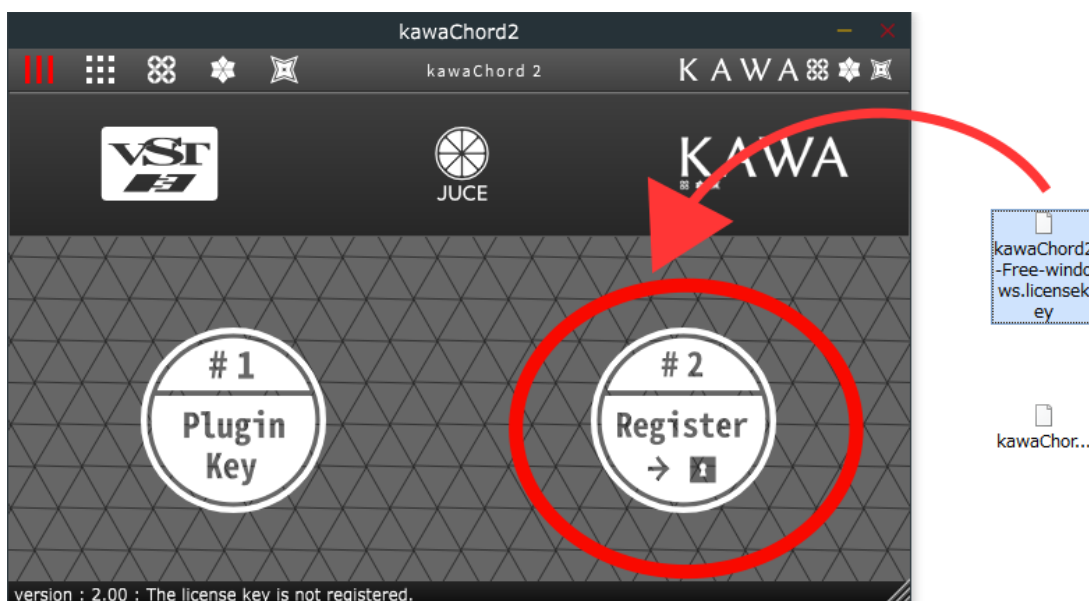 kawaChord2
kawaChord 2
KAWA
VST
JUCE
KAWA
kawaChord2
-Free-windo
ws.licensek
ey
# 1
Plugin
Key
# 2
Register
kawaChor...
version : 2.00 : The license key is not registered.